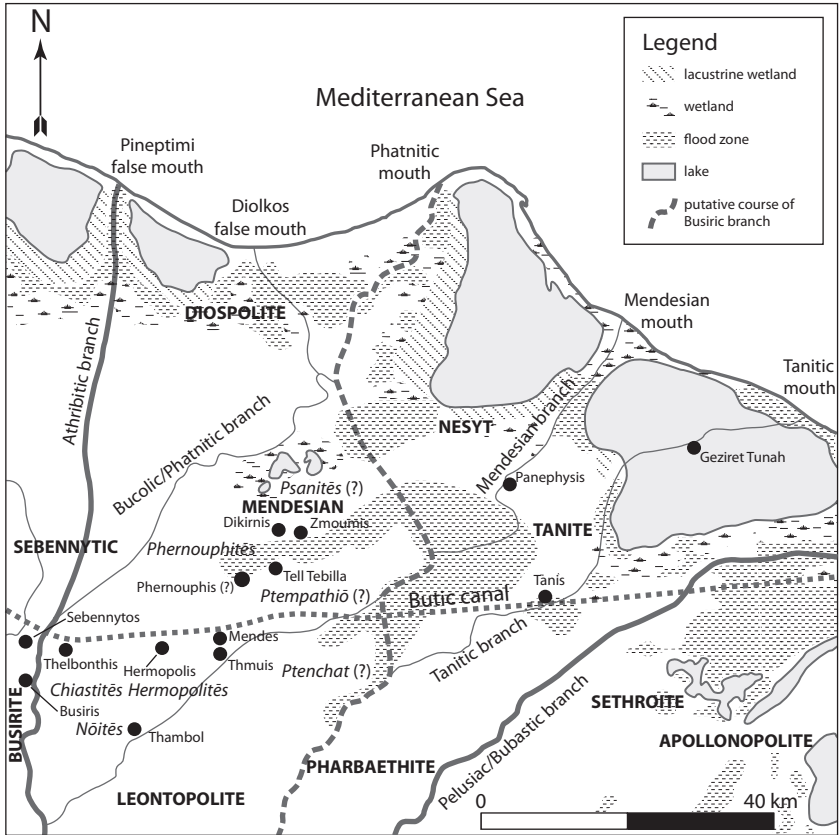 N
Mediterranean Sea
Legend
lacustrine wetland
wetland
flood zone
lake
putative course of
Busiric branch
Pineptimi
false mouth
Diolkos
false mouth
Phatnitic
mouth
Mendesian
mouth
Tanitic
mouth
DIOSPOLITE
Athribitic branch
Bucolic/Phatnitic branch
NESYT
Mendesian branch
Geziret Tunah
Panephysis
Psanitēs (?)
MENDESIAN
Dikirnis
Zmoumis
TANITE
SEBENNYTIC
Phernouphitēs
Phernouphis (?)
Tell Tebilla
Ptempathiō (?)
Butic canal
Tanis
Sebennytos
Mendes
Thelbonthis
Hermopolis
Thmuis
Ptenchat (?)
Tanitic branch
Chiastitēs Hermopolitēs
BUSIRITE
Busiris
Nōitēs
Thambol
SETHROITE
APOLLONOPOLITE
PHARBAETHITE
Pelusiac/Bubastic branch
LEONTOPOLITE
0
40 km